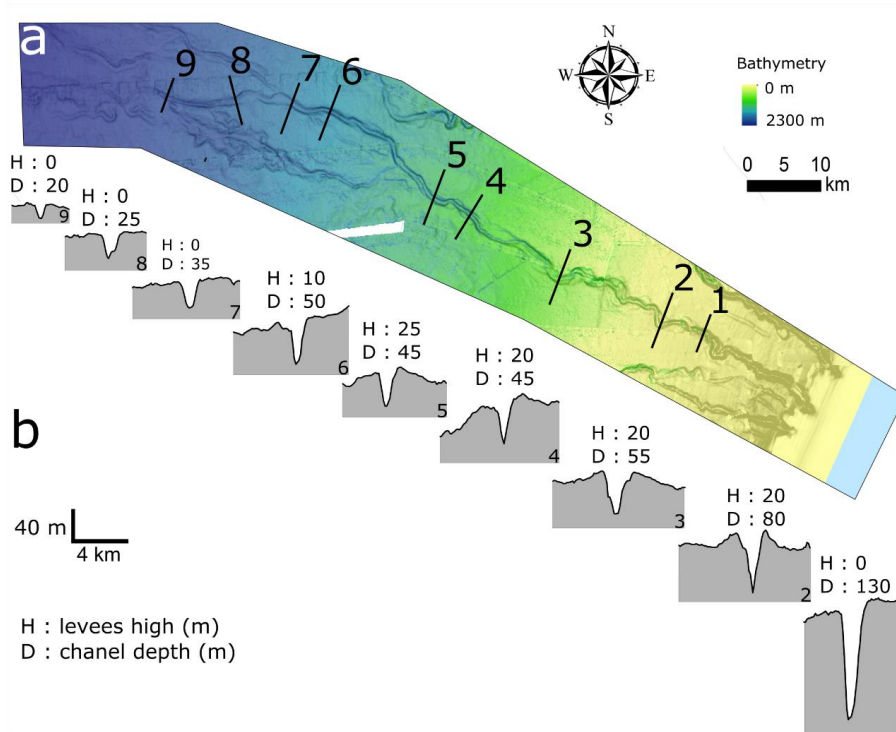 a
N
W
E
S
Bathymetry
0 m
2300 m
0 5 10
km
9
8
7
6
5
4
3
2
1
H : 0
D : 20
9
H : 0
D : 25
8
H : 0
D : 35
7
H : 10
D : 50
6
H : 25
D : 45
5
H : 20
D : 45
4
H : 20
D : 55
3
H : 20
D : 80
2
H : 0
D : 130
b
40 m
4 km
H : levees high (m)
D : chanel depth (m)